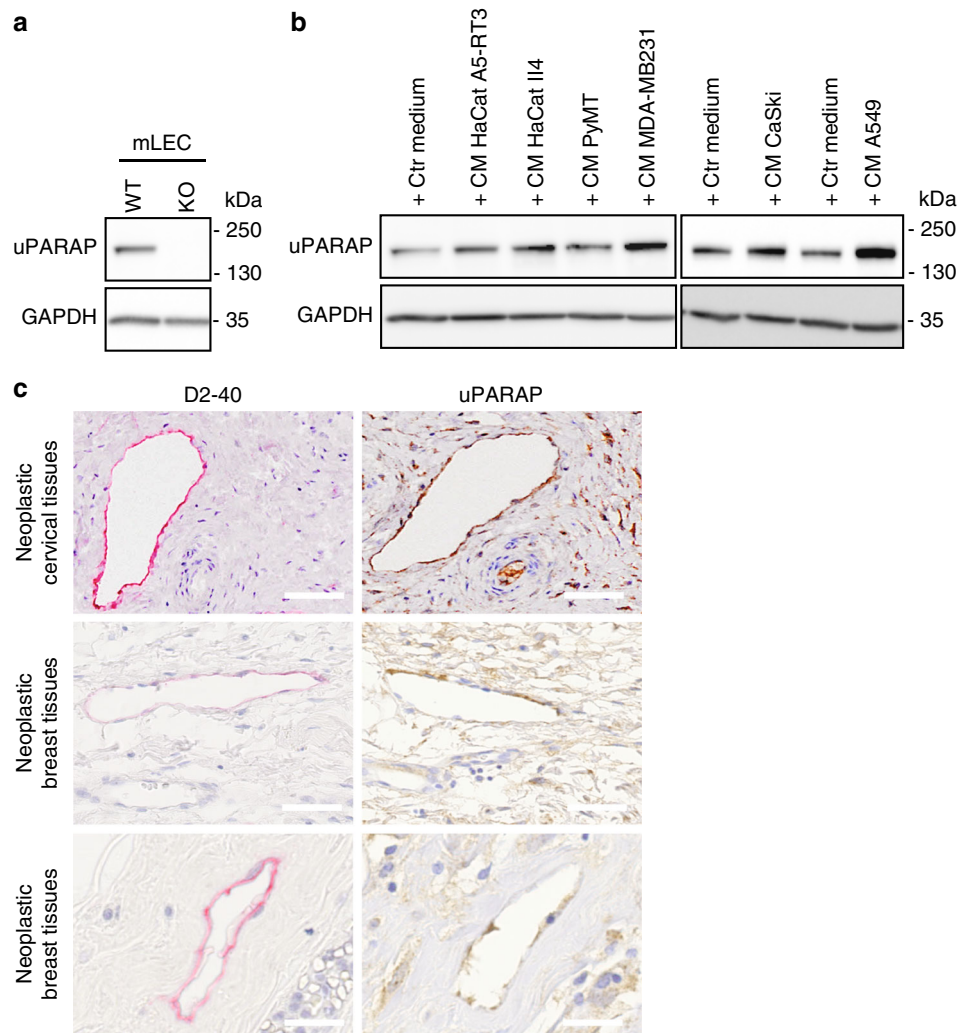 a
mLEC
WT
KO
kDa
uPARAP
- 250
- 130
GAPDH
- 35
b
+ Ctr medium
+ CM HaCat A5-RT3
+ CM HaCat II4
+ CM PyMT
+ CM MDA-MB231
+ Ctr medium
+ CM CaSki
+ Ctr medium
+ CM A549
kDa
uPARAP
- 250
- 130
GAPDH
- 35
c
D2-40
uPARAP
Neoplastic
cervical tissues
Neoplastic
breast tissues
Neoplastic
breast tissues